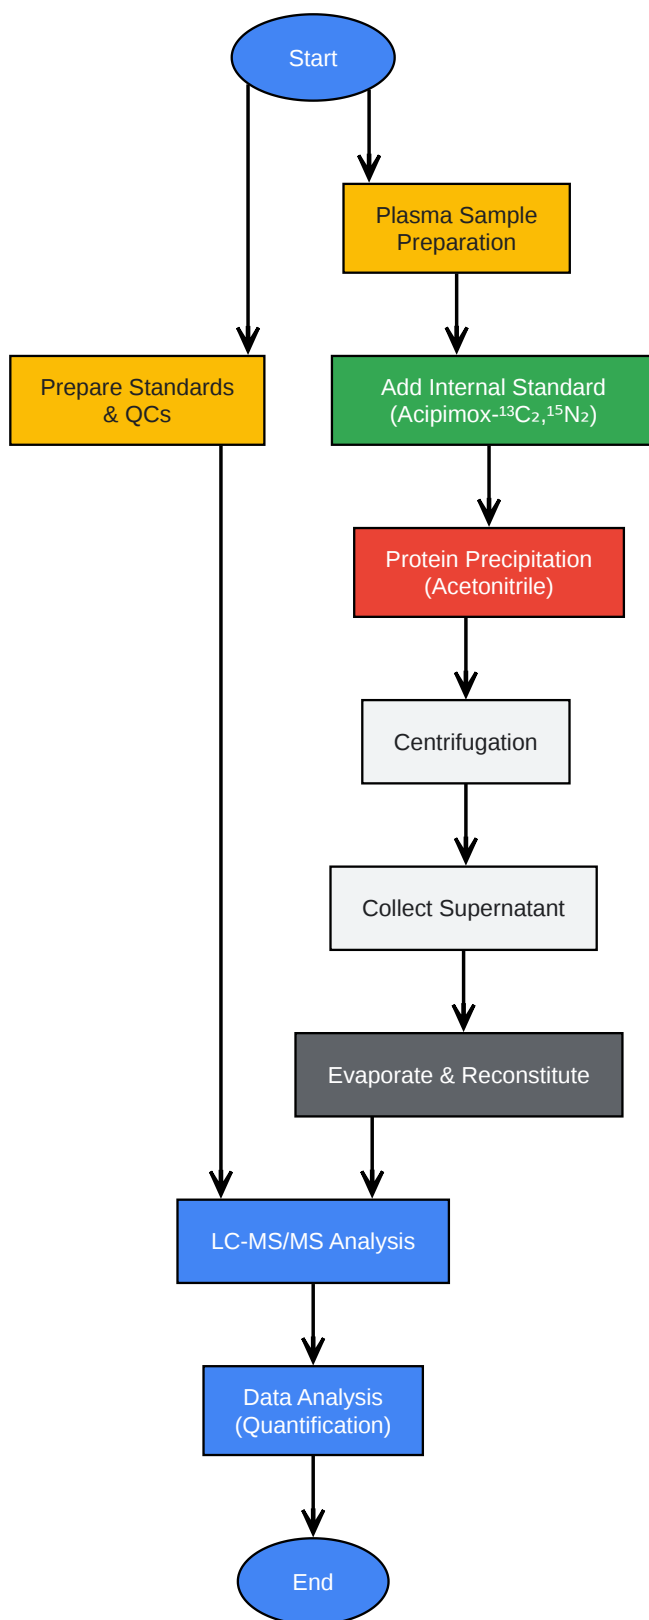 Start
Plasma Sample
Preparation
Prepare Standards
& QCs
Add Internal Standard
(Acipimox-¹³C₂,¹⁵N₂)
Protein Precipitation
(Acetonitrile)
Centrifugation
Collect Supernatant
Evaporate & Reconstitute
LC-MS/MS Analysis
Data Analysis
(Quantification)
End